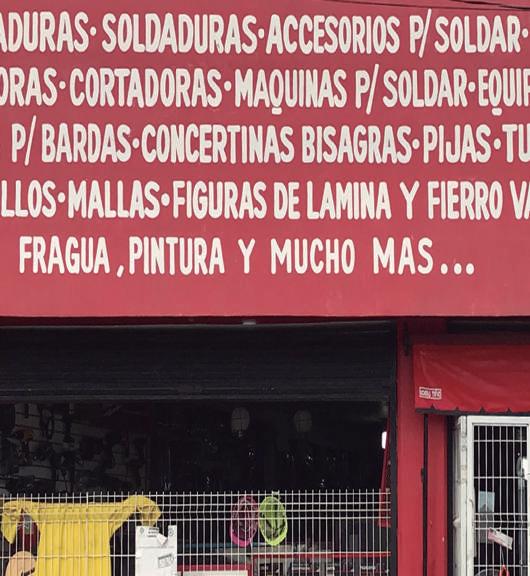 ADURAS·SOLDADURAS·ACCESORIOS P/SOLDAR·
ORAS·CORTADORAS·MAQUINAS P/SOLDAR·EQUI
P/BARDAS·CONCERTINAS BISAGRAS·PIJAS·TU
LLOS·MALLAS·FIGURAS DE LAMINA Y FIERRO VA
FRAGUA, PINTURA Y MUCHO MAS...